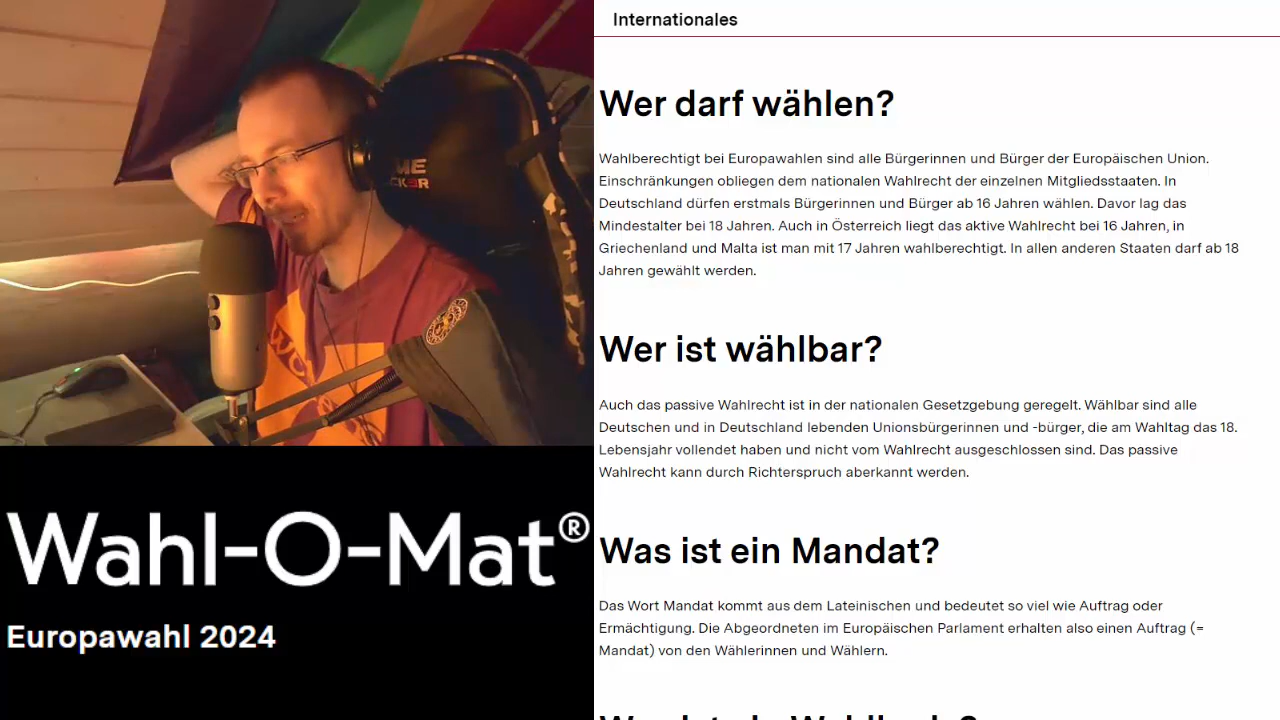 Internationales
Wer darf wählen?
Wahlberechtigt bei Europawahlen sind alle Bürgerinnen und Bürger der Europäischen Union.
Einschränkungen obliegen dem nationalen Wahlrecht der einzelnen Mitgliedsstaaten. In
Deutschland dürfen erstmals Bürgerinnen und Bürger ab 16 Jahren wählen. Davor lag das
Mindestalter bei 18 Jahren. Auch in Österreich liegt das aktive Wahlrecht bei 16 Jahren, in
Griechenland und Malta ist man mit 17 Jahren wahlberechtigt. In allen anderen Staaten darf ab 18
Jahren gewählt werden.
Wer ist wählbar?
Auch das passive Wahlrecht ist in der nationalen Gesetzgebung geregelt. Wählbar sind alle
Deutschen und in Deutschland lebenden Unionsbürgerinnen und -bürger, die am Wahltag das 18.
Lebensjahr vollendet haben und nicht vom Wahlrecht ausgeschlossen sind. Das passive
Wahlrecht kann durch Richterspruch aberkannt werden.
Was ist ein Mandat?
Das Wort Mandat kommt aus dem Lateinischen und bedeutet so viel wie Auftrag oder
Ermächtigung. Die Abgeordneten im Europäischen Parlament erhalten also einen Auftrag (=
Mandat) von den Wählerinnen und Wählern.
Wahl-O-Mat®
Europawahl 2024